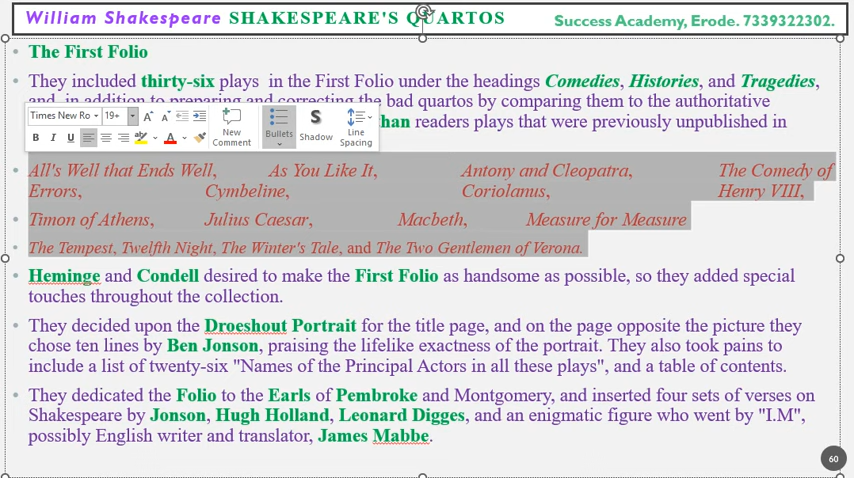 William Shakespeare SHAKESPEARE'S QUARTOS
Success Academy, Erode. 7339322302.
The First Folio
They included thirty-six plays in the First Folio under the headings Comedies, Histories, and Tragedies,
and, in addition to preparing and correcting the bad quartos by comparing them to the authoritative
han readers plays that were previously unpublished in
Times New Ro 19+ A A
B I U A
New Comment
Bullets
Shadow
Line Spacing
All's Well that Ends Well, As You Like It, Antony and Cleopatra, The Comedy of
Errors, Cymbeline, Coriolanus, Henry VIII,
Timon of Athens, Julius Caesar, Macbeth, Measure for Measure
The Tempest, Twelfth Night, The Winter's Tale, and The Two Gentlemen of Verona.
Heminge and Condell desired to make the First Folio as handsome as possible, so they added special
touches throughout the collection.
They decided upon the Droeshout Portrait for the title page, and on the page opposite the picture they
chose ten lines by Ben Jonson, praising the lifelike exactness of the portrait. They also took pains to
include a list of twenty-six "Names of the Principal Actors in all these plays", and a table of contents.
They dedicated the Folio to the Earls of Pembroke and Montgomery, and inserted four sets of verses on
Shakespeare by Jonson, Hugh Holland, Leonard Digges, and an enigmatic figure who went by "I.M",
possibly English writer and translator, James Mabbe.
60